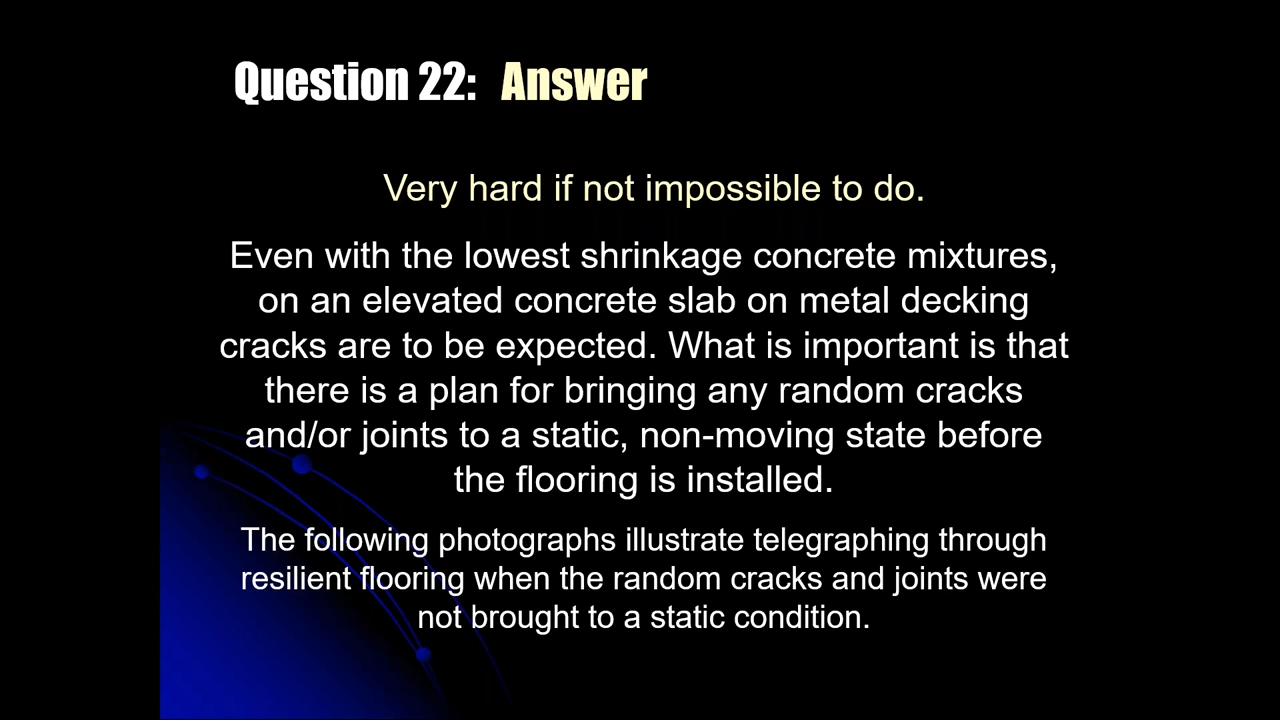 Question 22: Answer
Very hard if not impossible to do.
Even with the lowest shrinkage concrete mixtures,
on an elevated concrete slab on metal decking
cracks are to be expected. What is important is that
there is a plan for bringing any random cracks
and/or joints to a static, non-moving state before
the flooring is installed.
The following photographs illustrate telegraphing through
resilient flooring when the random cracks and joints were
not brought to a static condition.